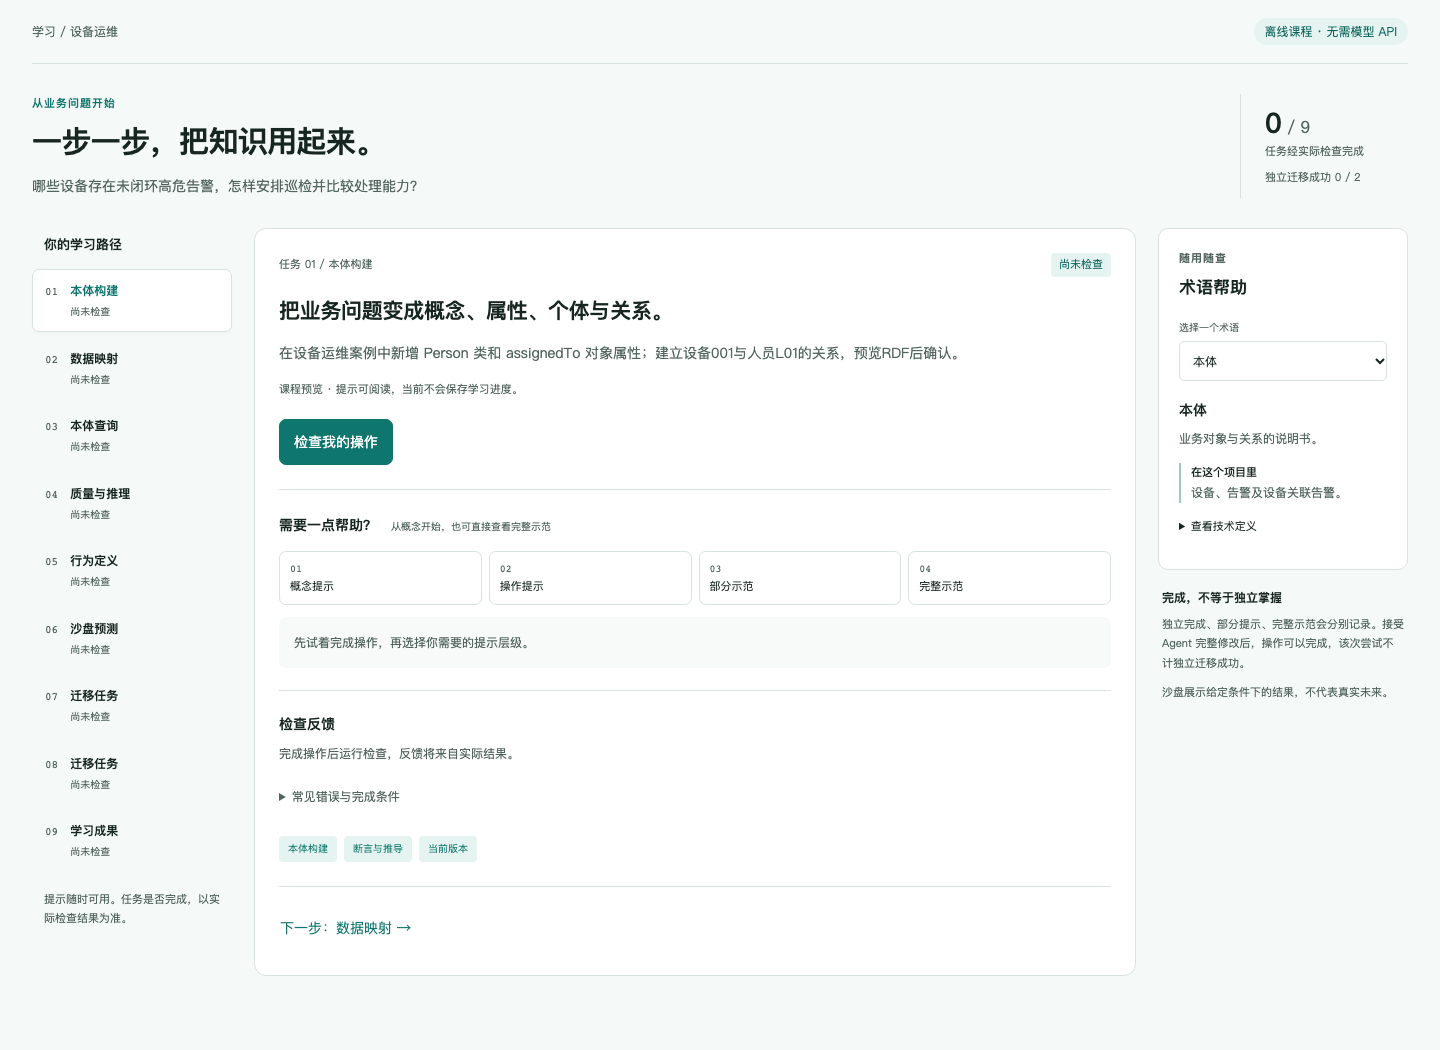 学习 / 设备运维
离线课程 · 无需模型 API
从业务问题开始
一步一步，把知识用起来。
哪些设备存在未闭环高危告警，怎样安排巡检并比较处理能力？
0 / 9
任务经实际检查完成
独立迁移成功 0 / 2
你的学习路径
01 本体构建
尚未检查
02 数据映射
尚未检查
03 本体查询
尚未检查
04 质量与推理
尚未检查
05 行为定义
尚未检查
06 沙盘预测
尚未检查
07 迁移任务
尚未检查
08 迁移任务
尚未检查
09 学习成果
尚未检查
提示随时可用。任务是否完成，以实
际检查结果为准。
任务 01 / 本体构建
尚未检查
把业务问题变成概念、属性、个体与关系。
在设备运维案例中新增 Person 类和 assignedTo 对象属性；建立设备001与人员L01的关系，预览RDF后确认。
课程预览 · 提示可阅读，当前不会保存学习进度。
检查我的操作
需要一点帮助？ 从概念开始，也可直接查看完整示范
01
概念提示
02
操作提示
03
部分示范
04
完整示范
先试着完成操作，再选择你需要的提示层级。
检查反馈
完成操作后运行检查，反馈将来自实际结果。
常见错误与完成条件
本体构建 断言与推导 当前版本
下一步：数据映射 →
随用随查
术语帮助
选择一个术语
本体
本体
业务对象与关系的说明书。
在这个项目里
设备、告警及设备关联告警。
查看技术定义
完成，不等于独立掌握
独立完成、部分提示、完整示范会分别记录。接受
Agent 完整修改后，操作可以完成，该次尝试不
计独立迁移成功。
沙盘展示给定条件下的结果，不代表真实未来。